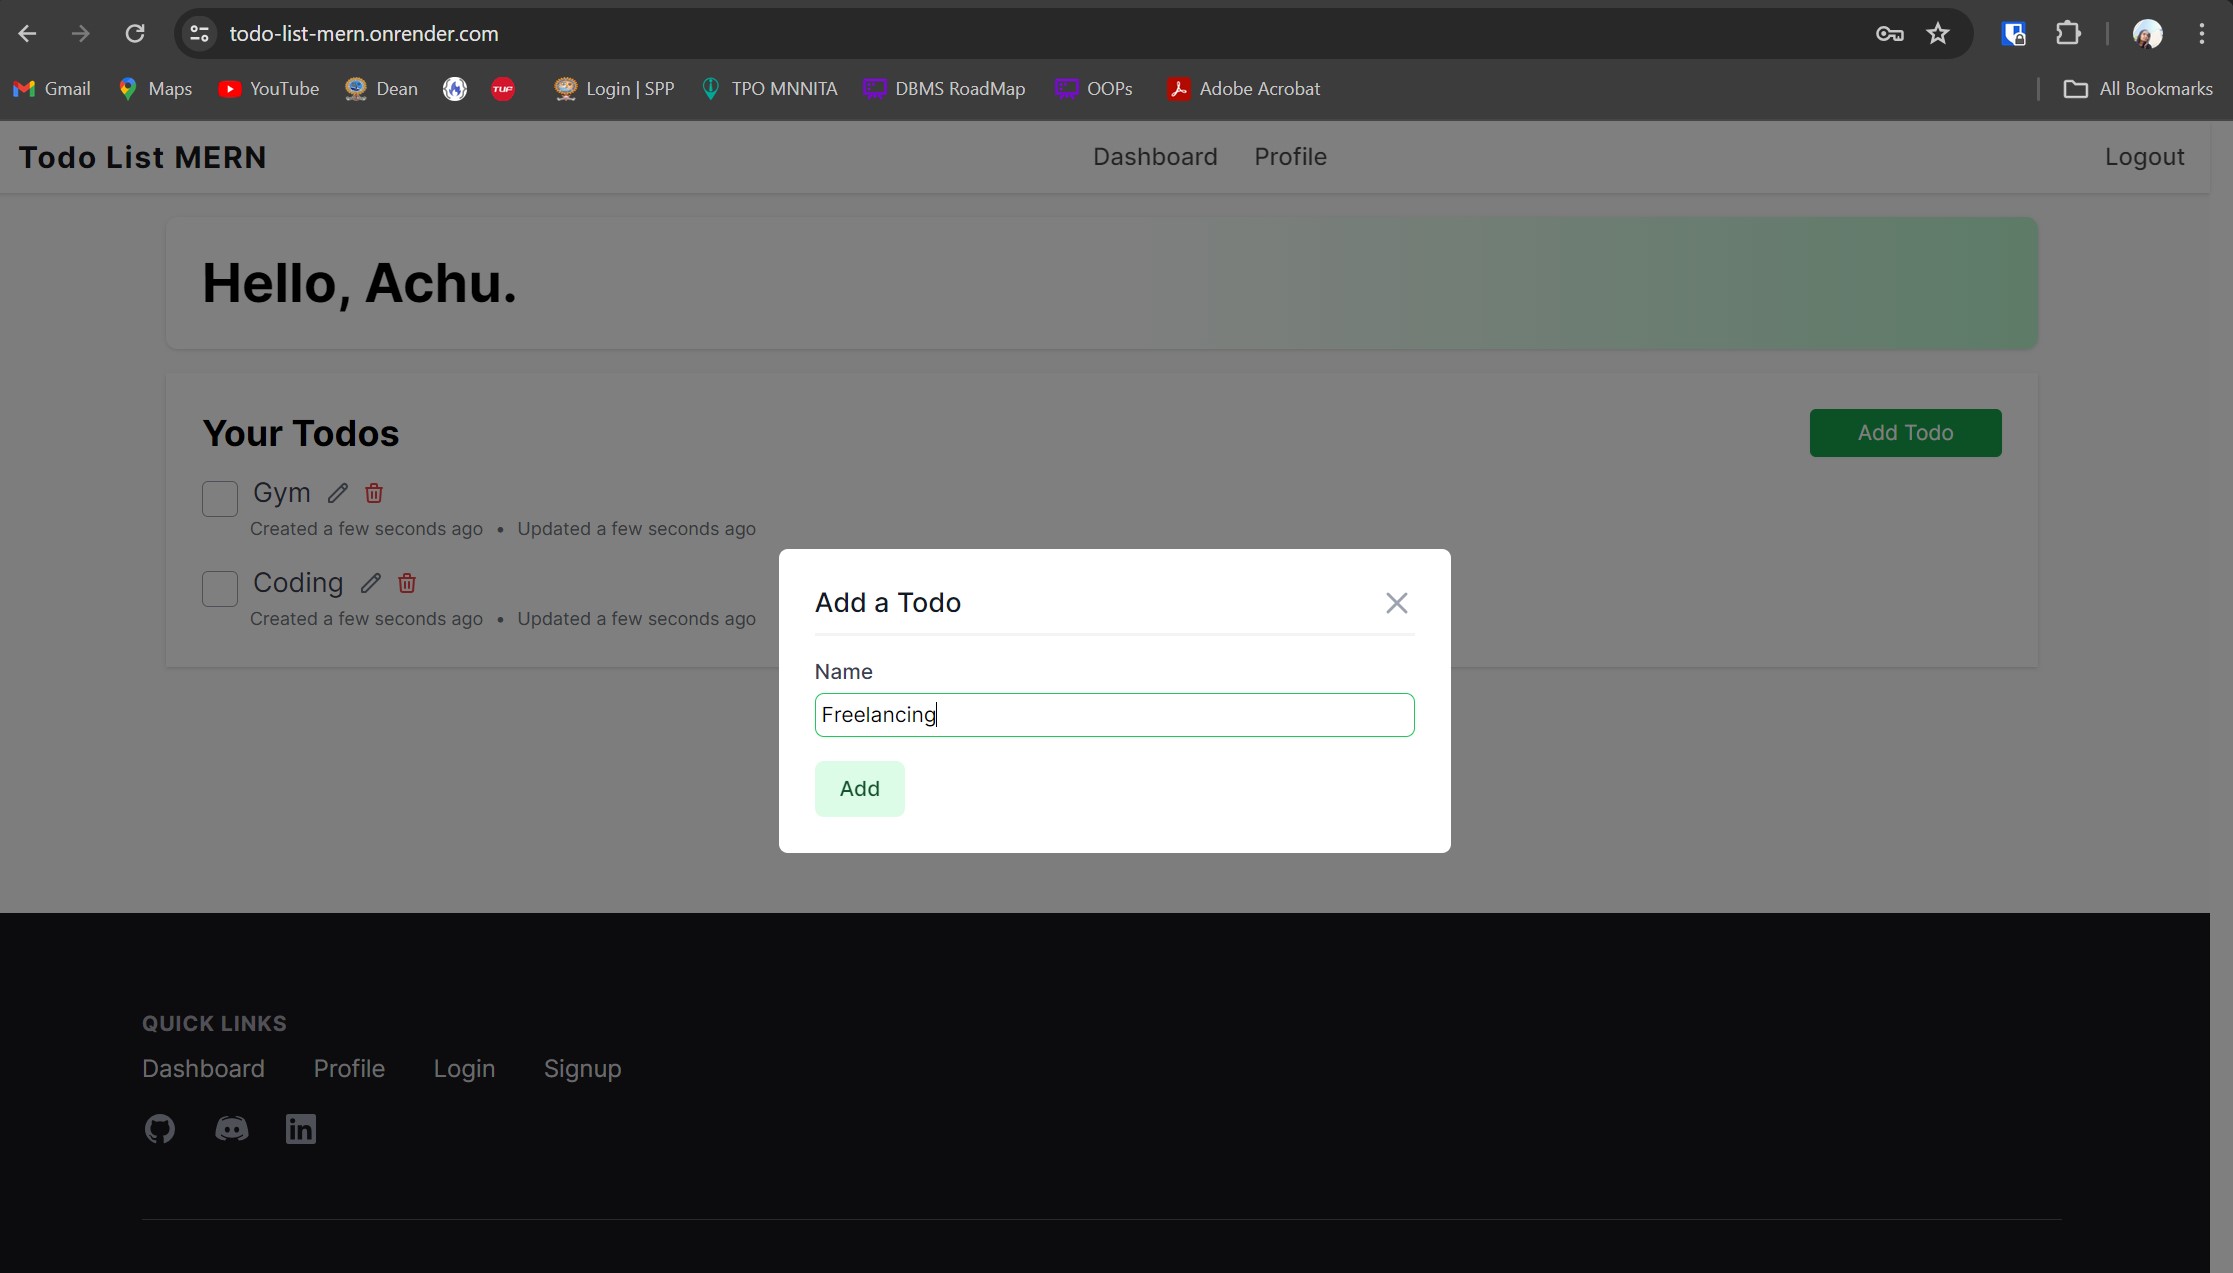 todo-list-mern.onrender.com
Gmail Maps YouTube Dean TUF Login | SPP TPO MNNITA DBMS RoadMap OOPs Adobe Acrobat All Bookmarks
Todo List MERN Dashboard Profile Logout
Hello, Achu.
Your Todos Add Todo
Gym
Created a few seconds ago • Updated a few seconds ago
Coding
Created a few seconds ago • Updated a few seconds ago
Add a Todo
Name
Freelancing
Add
QUICK LINKS
Dashboard Profile Login Signup
in